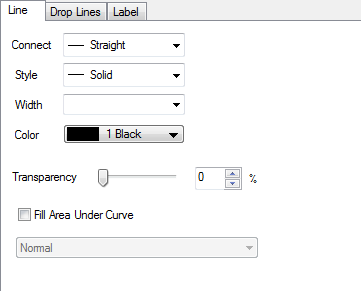 Line Drop Lines Label
Connect Straight
Style Solid
Width
Color 1 Black
Transparency 0 %
Fill Area Under Curve
Normal